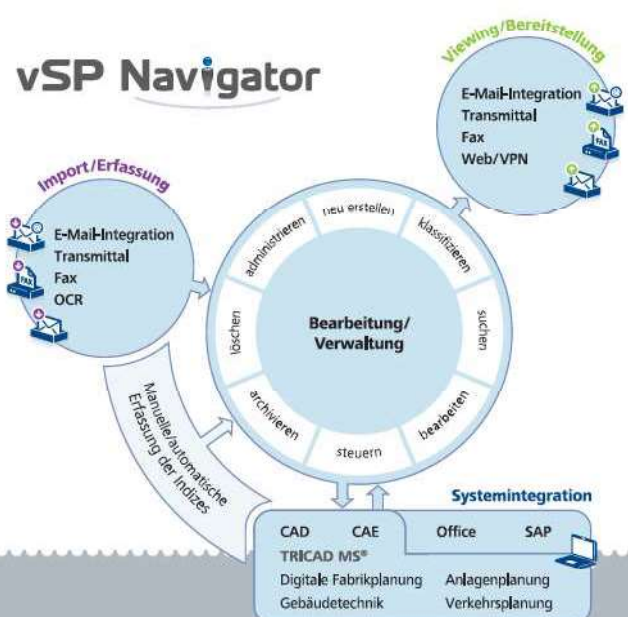 vSP Navigator
Viewing/Bereitstellung
E-Mail-Integration
Transmittal
Fax
Web/VPN
FAX
Import/Erfassung
E-Mail-Integration
Transmittal
Fax
OCR
FAX
neu erstellen
klassifizieren
suchen
bearbeiten
steuern
archivieren
löschen
administrieren
Bearbeitung/
Verwaltung
Manuelle/automatische
Erfassung der Indizes
Systemintegration
CAD CAE Office SAP
TRICAD MS®
Digitale Fabrikplanung Anlagenplanung
Gebäudetechnik Verkehrsplanung